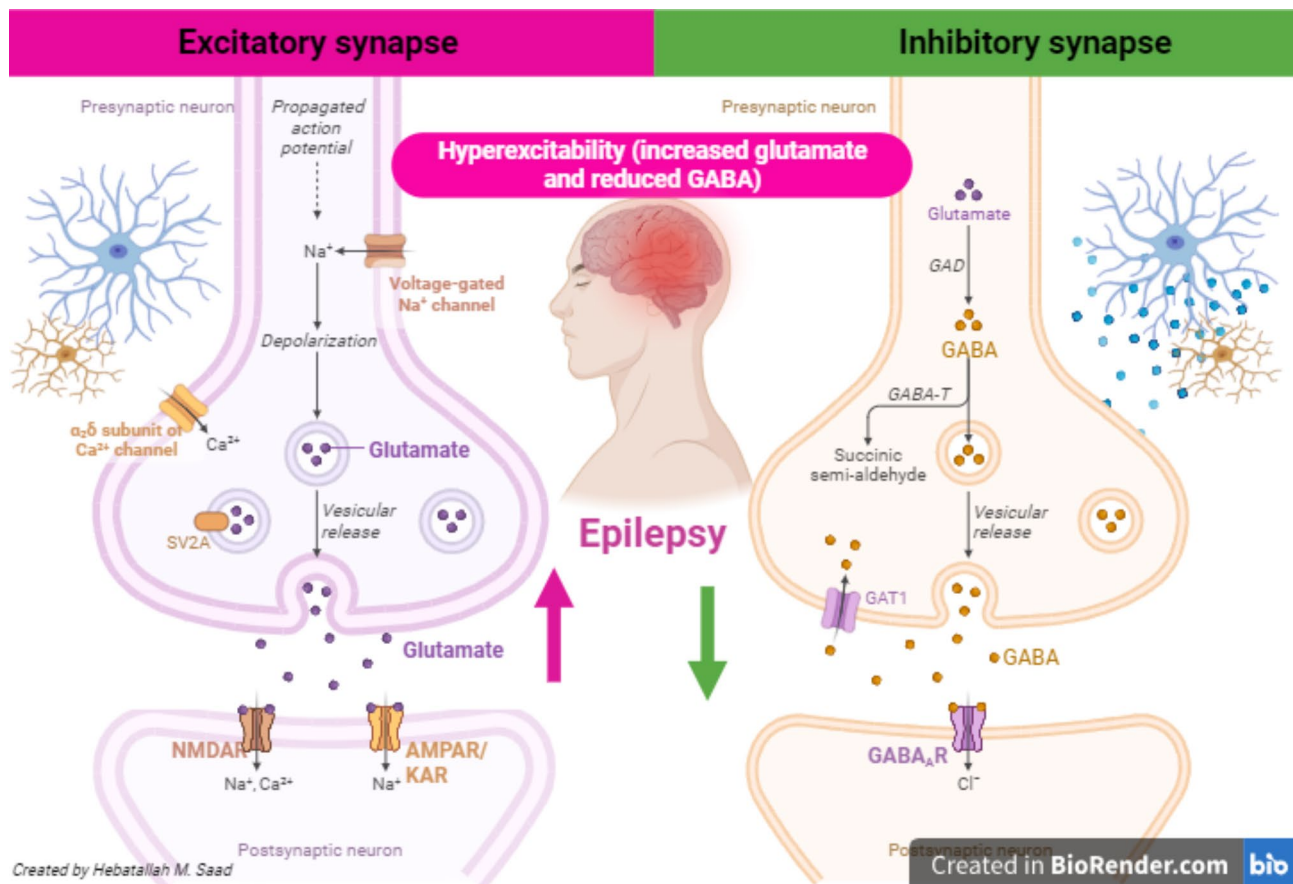 Excitatory synapse
Inhibitory synapse
Presynaptic neuron
Propagated
action
potential
Hyperexcitability (increased glutamate
and reduced GABA)
Presynaptic neuron
Na⁺
Voltage-gated
Na⁺ channel
Depolarization
α₂δ subunit of
Ca²⁺ channel
Ca²⁺
Glutamate
SV2A
Vesicular
release
Glutamate
NMDAR
Na⁺, Ca²⁺
AMPAR/
KAR
Na⁺
Postsynaptic neuron
Epilepsy
Glutamate
GAD
GABA
GABA-T
Succinic
semi-aldehyde
Vesicular
release
GAT1
GABA
GABAₐR
Cl⁻
Postsynaptic neuron
Created by Hebatallah M. Saad
Created in BioRender.com
bio